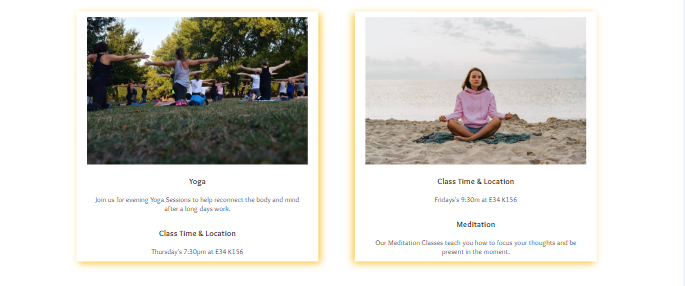 Yoga
Join us for evening Yoga Sessions to help reconnect the body and mind
after a long days work.
Class Time & Location
Thursday's 7:30pm at E34 K156
Class Time & Location
Fridays's 9:30m at E34 K156
Meditation
Our Meditation Classes teach you how to focus your thoughts and be
present in the moment.